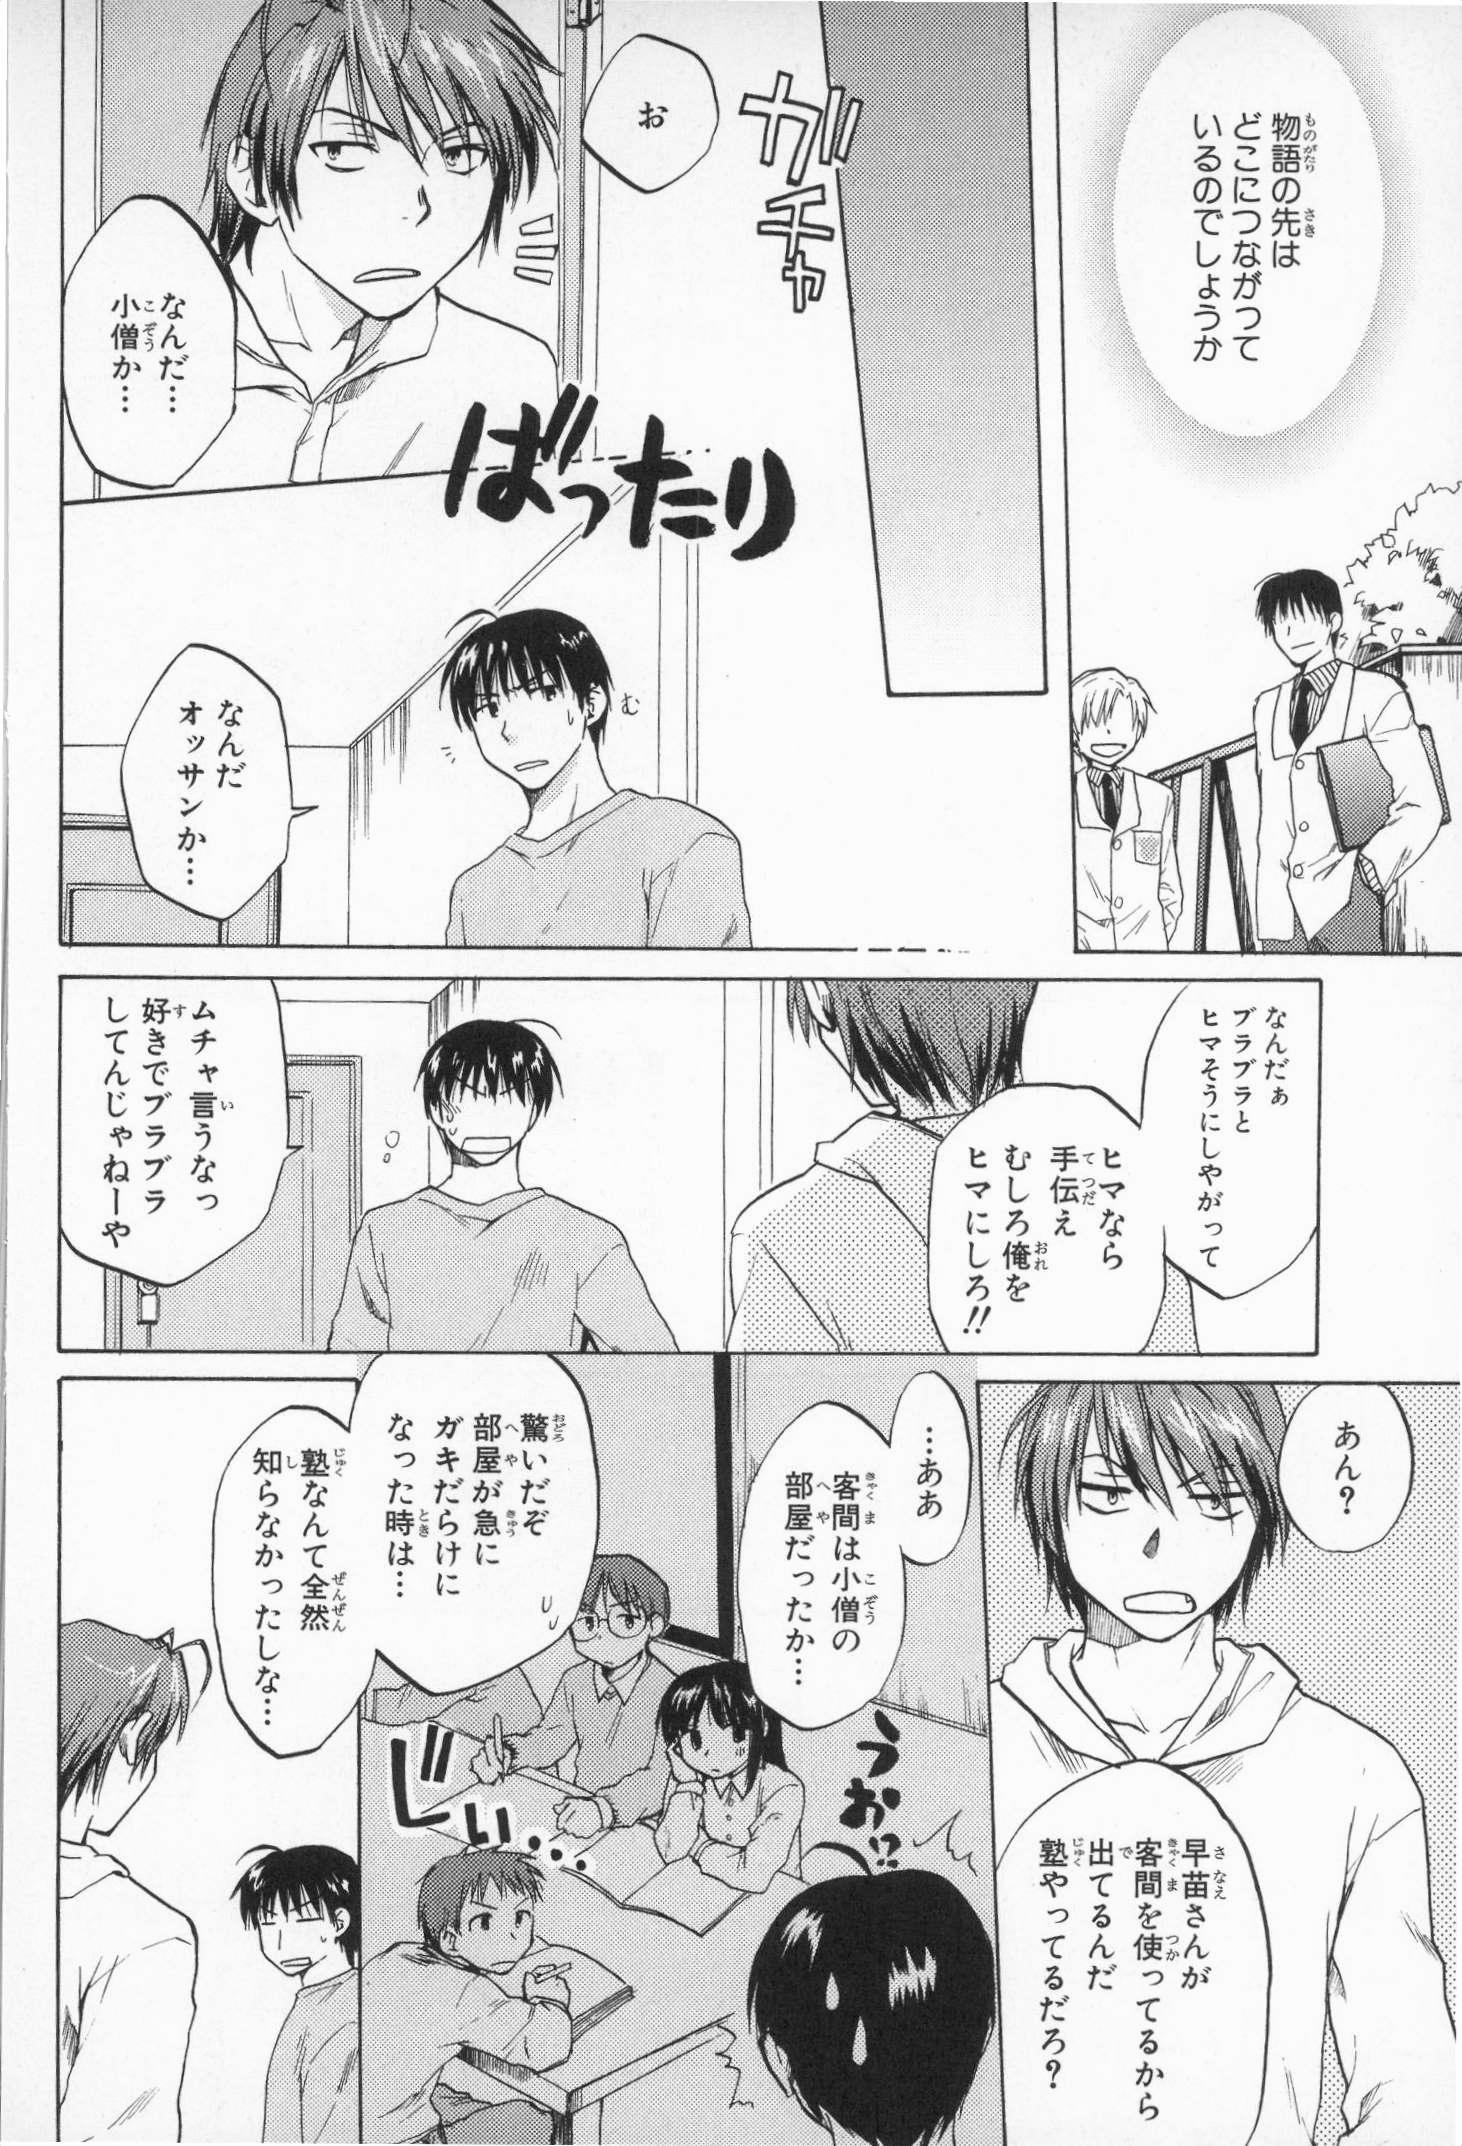 物語の先は
どこにつながって
いるのでしょうか
ガチャ
お
なんだ…
小僧か…
ばったり
む
なんだ
オッサンか…
なんだぁ
ブラブラと
ヒマそうにしやがって
ヒマなら
手伝え
むしろ俺を
ヒマにしろ!!
ムチャ言うなっ
好きでブラブラ
してんじゃねーや
あん?
早苗さんが
客間を使ってるから
出てるんだ
塾やってるだろ?
…ああ
客間は小僧の
部屋だったか…
うお!?
じぃ…
驚いだぞ
部屋が急に
ガキだらけに
なった時は…
塾なんて全然
知らなかったしな…